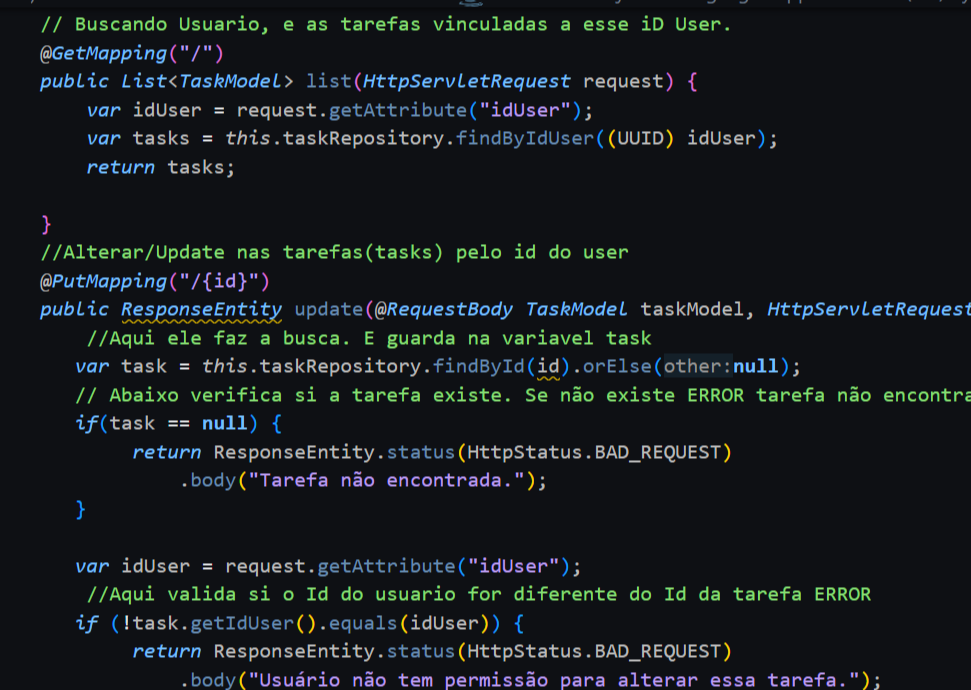 // Buscando Usuario, e as tarefas vinculadas a esse iD User.
@GetMapping("/")
public List<TaskModel> list(HttpServletRequest request) {
var idUser = request.getAttribute("idUser");
var tasks = this.taskRepository.findByIdUser((UUID) idUser);
return tasks;
}
//Alterar/Update nas tarefas(tasks) pelo id do user
@PutMapping("/{id}")
public ResponseEntity update(@RequestBody TaskModel taskModel, HttpServletRequest
//Aqui ele faz a busca. E guarda na variavel task
var task = this.taskRepository.findById(id).orElse(other:null);
// Abaixo verifica si a tarefa existe. Se não existe ERROR tarefa não encontra
if(task == null) {
return ResponseEntity.status(HttpStatus.BAD_REQUEST)
.body("Tarefa não encontrada.");
}
var idUser = request.getAttribute("idUser");
//Aqui valida si o Id do usuario for diferente do Id da tarefa ERROR
if (!task.getIdUser().equals(idUser)) {
return ResponseEntity.status(HttpStatus.BAD_REQUEST)
.body("Usuário não tem permissão para alterar essa tarefa.");